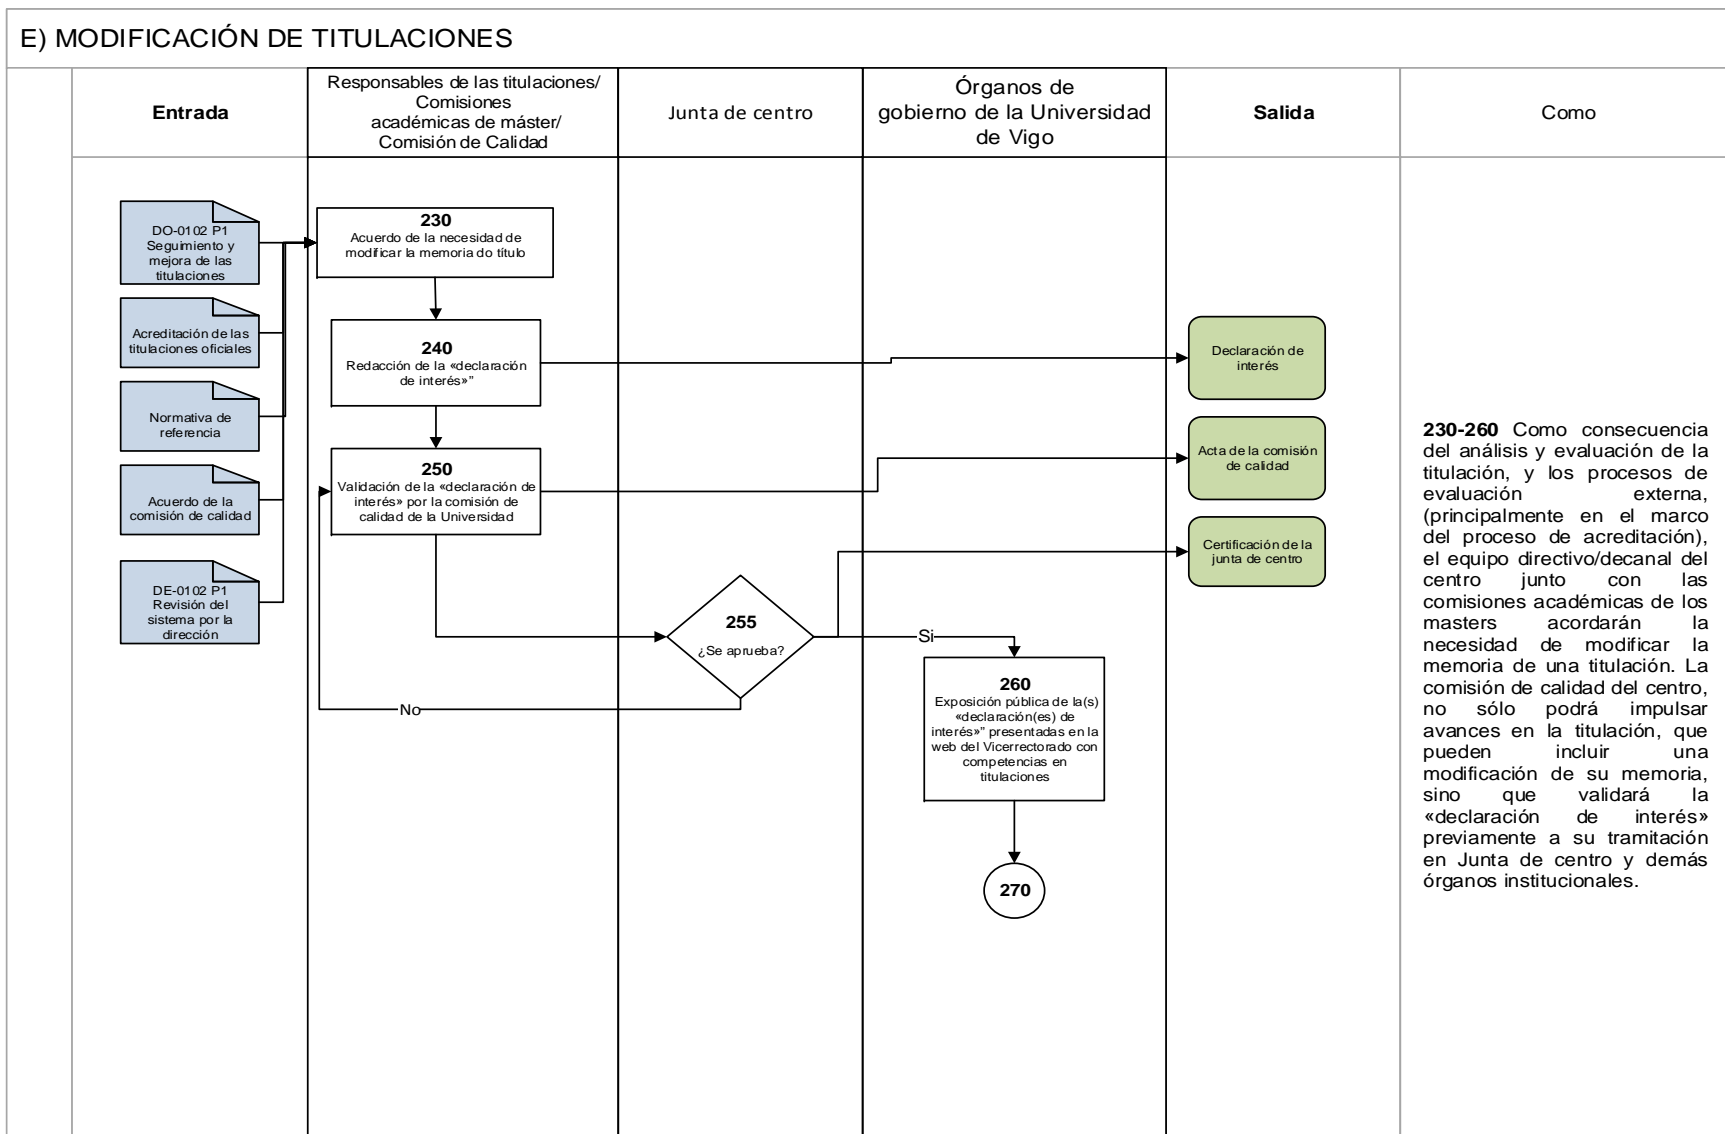 E) MODIFICACIÓN DE TITULACIONES
Entrada
Responsables de las titulaciones/
Comisiones
académicas de máster/
Comisión de Calidad
Junta de centro
Órganos de
gobierno de la Universidad
de Vigo
Salida
Como
DO-0102 P1
Seguimiento y
mejora de las
titulaciones
Acreditación de las
titulaciones oficiales
Normativa de
referencia
Acuerdo de la
comisión de calidad
DE-0102 P1
Revisión del
sistema por la
dirección
230
Acuerdo de la necesidad de
modificar la memoria do título
240
Redacción de la «declaración
de interés»”
250
Validación de la «declaración de
interés» por la comisión de
calidad de la Universidad
255
¿Se aprueba?
Si
No
260
Exposición pública de la(s)
«declaración(es) de
interés»” presentadas en la
web del Vicerrectorado con
competencias en
titulaciones
270
Declaración de
interés
Acta de la comisión
de calidad
Certificación de la
junta de centro
230-260 Como consecuencia
del análisis y evaluación de la
titulación, y los procesos de
evaluación externa,
(principalmente en el marco
del proceso de acreditación),
el equipo directivo/decanal del
centro junto con las
comisiones académicas de los
masters acordarán la
necesidad de modificar la
memoria de una titulación. La
comisión de calidad del centro,
no sólo podrá impulsar
avances en la titulación, que
pueden incluir una
modificación de su memoria,
sino que validará la
«declaración de interés»
previamente a su tramitación
en Junta de centro y demás
órganos institucionales.